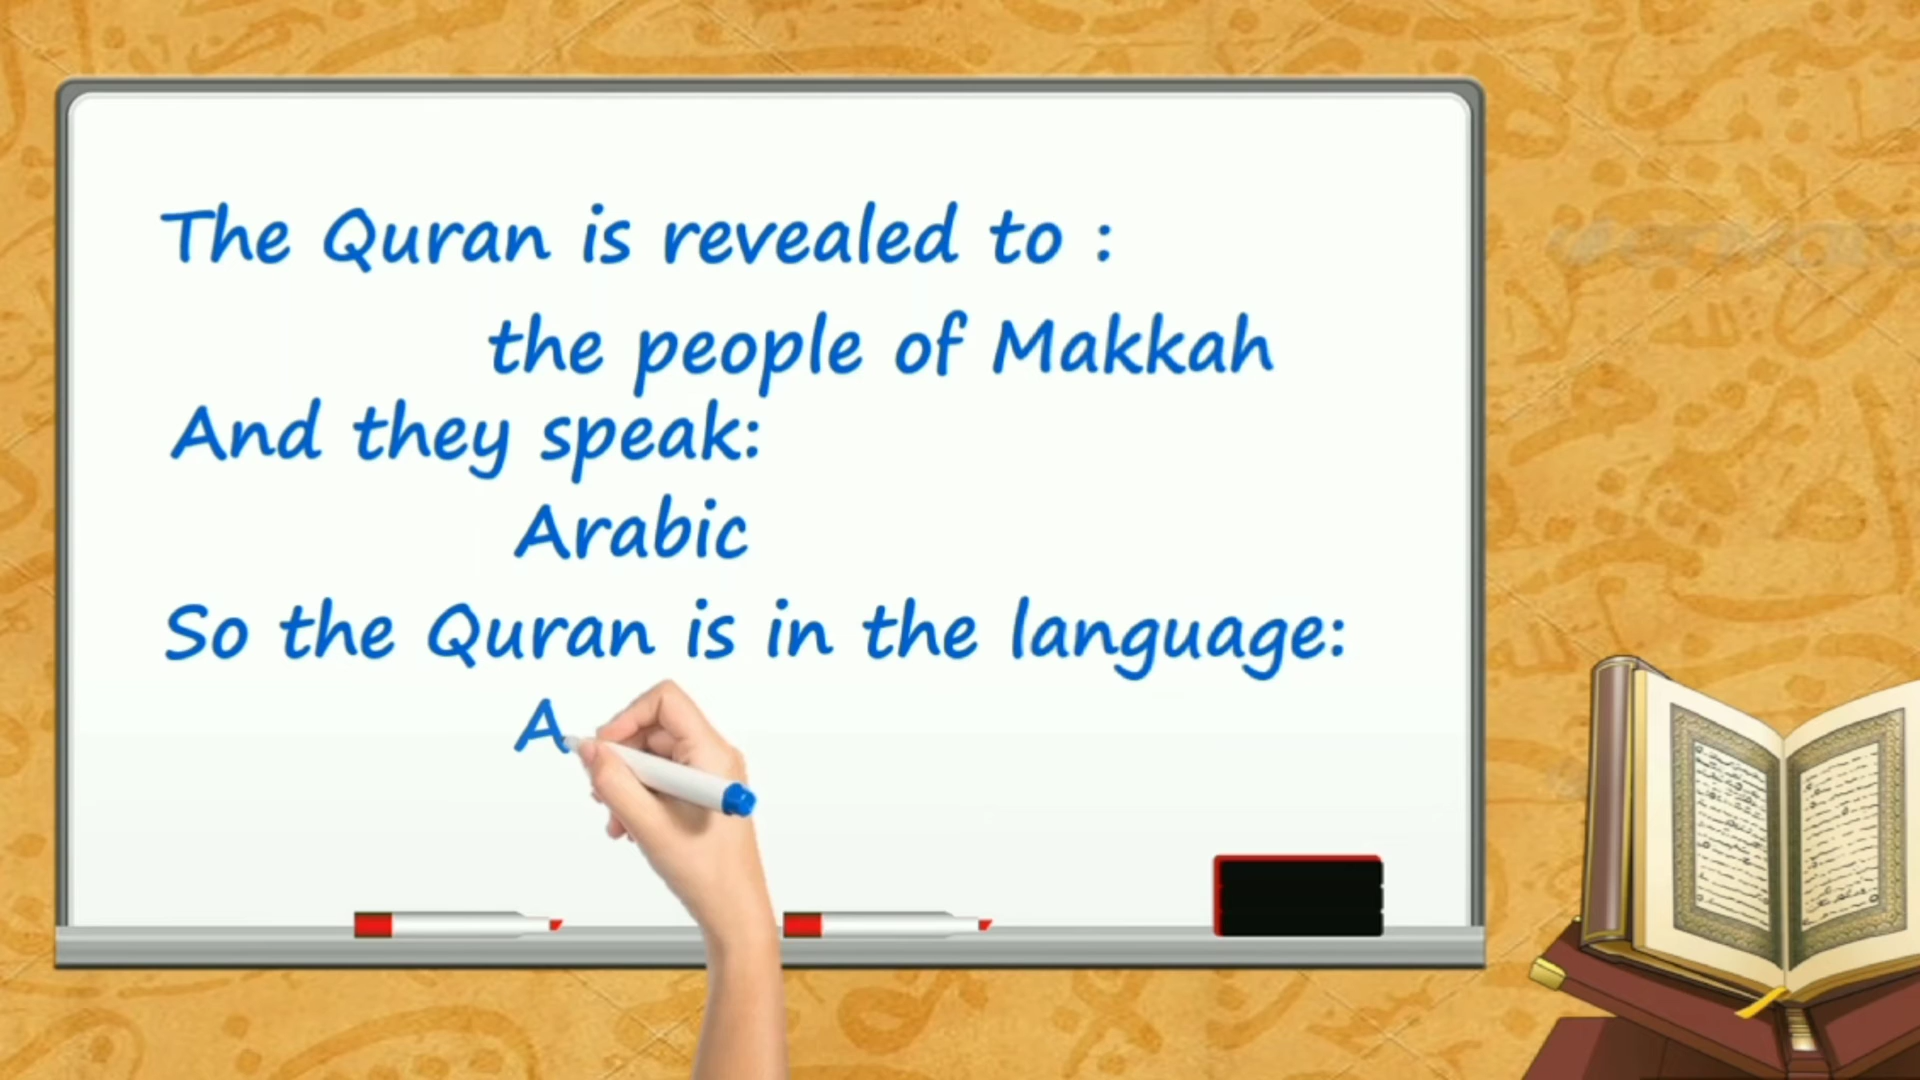 The Quran is revealed to :
the people of Makkah
And they speak:
Arabic
So the Quran is in the language:
A